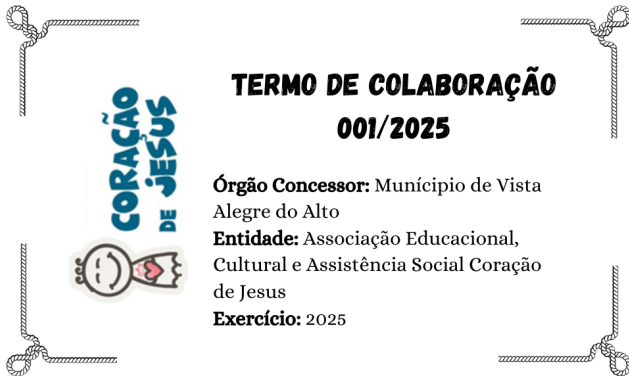 CORAÇÃO
DE JESUS
TERMO DE COLABORAÇÃO
001/2025
Órgão Concessor: Munícipio de Vista
Alegre do Alto
Entidade: Associação Educacional,
Cultural e Assistência Social Coração
de Jesus
Exercício: 2025